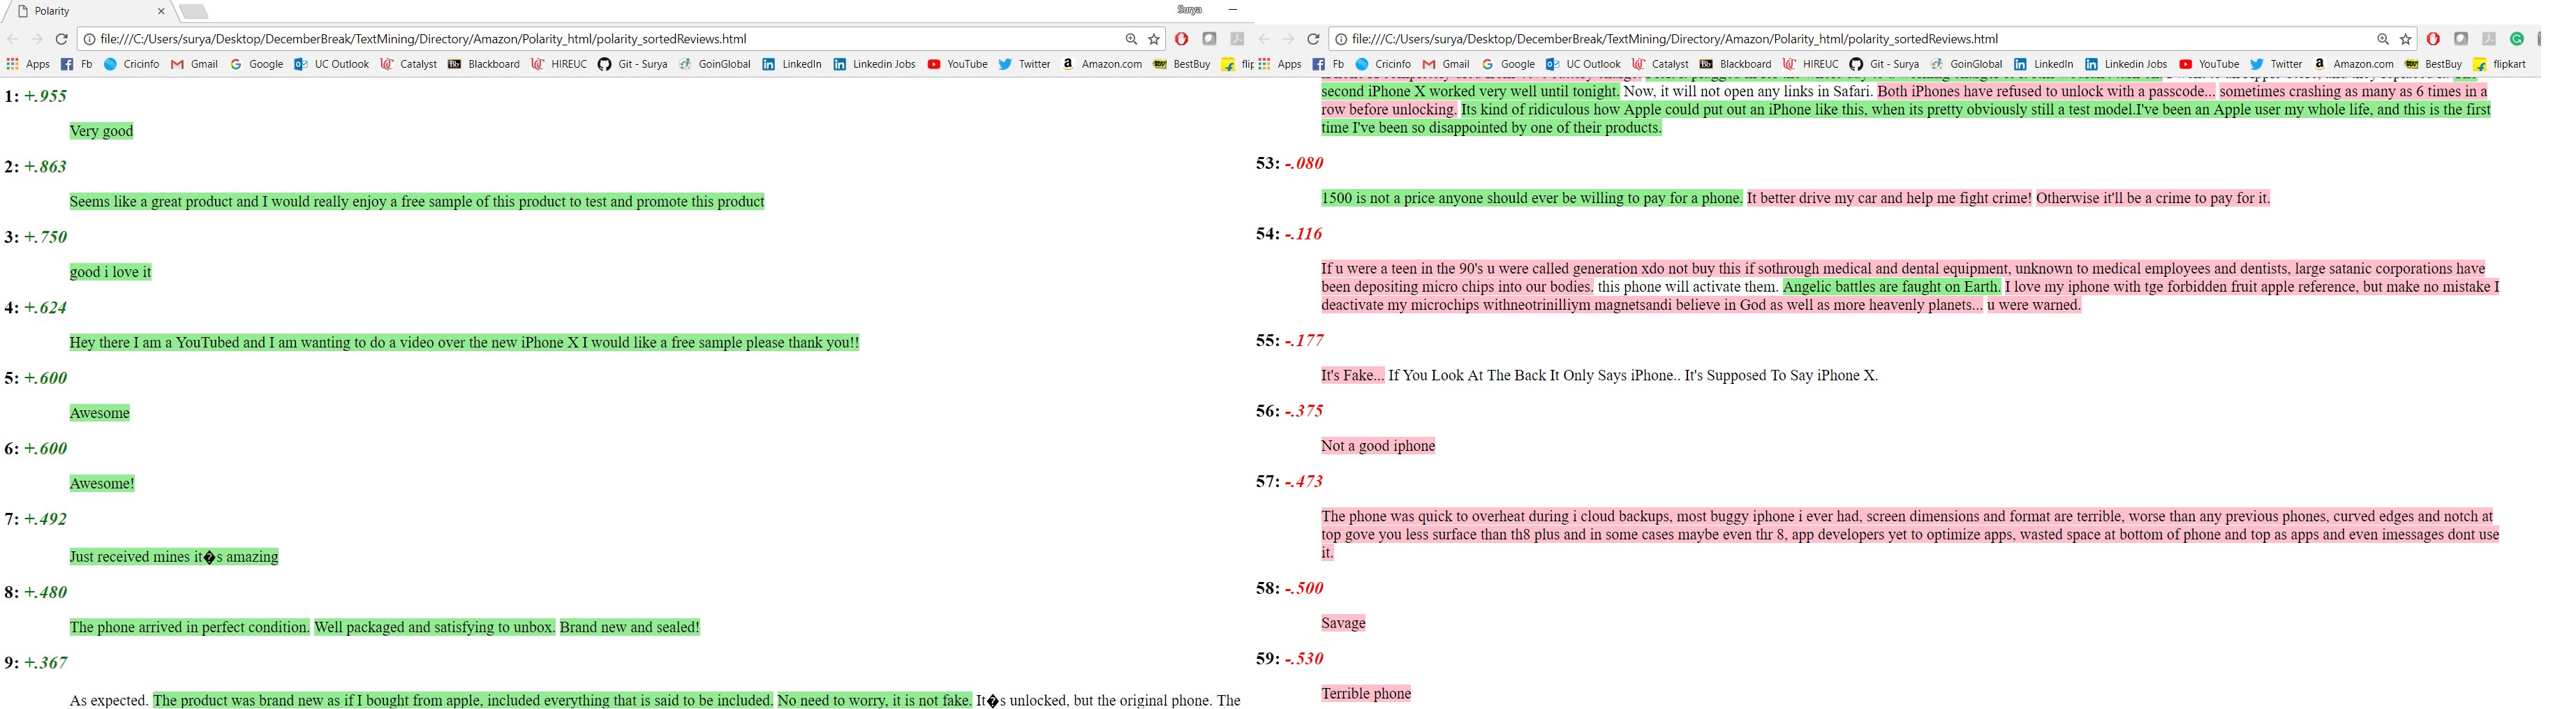 Polarity
Surya
file:///C:/Users/surya/Desktop/DecemberBreak/TextMining/Directory/Amazon/Polarity_html/polarity_sortedReviews.html
Apps Fb Cricinfo Gmail Google UC Outlook Catalyst Blackboard HIREUC Git - Surya GoinGlobal LinkedIn Linkedin Jobs YouTube Twitter Amazon.com BestBuy flip
1: +.955
Very good
2: +.863
Seems like a great product and I would really enjoy a free sample of this product to test and promote this product
3: +.750
good i love it
4: +.624
Hey there I am a YouTubed and I am wanting to do a video over the new iPhone X I would like a free sample please thank you!!
5: +.600
Awesome
6: +.600
Awesome!
7: +.492
Just received mines it�s amazing
8: +.480
The phone arrived in perfect condition. Well packaged and satisfying to unbox. Brand new and sealed!
9: +.367
As expected. The product was brand new as if I bought from apple, included everything that is said to be included. No need to worry, it is not fake. It�s unlocked, but the original phone. The
file:///C:/Users/surya/Desktop/DecemberBreak/TextMining/Directory/Amazon/Polarity_html/polarity_sortedReviews.html
Apps Fb Cricinfo Gmail Google UC Outlook Catalyst Blackboard HIREUC Git - Surya GoinGlobal LinkedIn Linkedin Jobs YouTube Twitter Amazon.com BestBuy flipkart
second iPhone X worked very well until tonight. Now, it will not open any links in Safari. Both iPhones have refused to unlock with a passcode... sometimes crashing as many as 6 times in a
row before unlocking. Its kind of ridiculous how Apple could put out an iPhone like this, when its pretty obviously still a test model.I've been an Apple user my whole life, and this is the first
time I've been so disappointed by one of their products.
53: -.080
1500 is not a price anyone should ever be willing to pay for a phone. It better drive my car and help me fight crime! Otherwise it'll be a crime to pay for it.
54: -.116
If u were a teen in the 90's u were called generation xdo not buy this if sothrough medical and dental equipment, unknown to medical employees and dentists, large satanic corporations have
been depositing micro chips into our bodies. this phone will activate them. Angelic battles are faught on Earth. I love my iphone with tge forbidden fruit apple reference, but make no mistake I
deactivate my microchips withneotrinilliym magnetsandi believe in God as well as more heavenly planets... u were warned.
55: -.177
It's Fake... If You Look At The Back It Only Says iPhone.. It's Supposed To Say iPhone X.
56: -.375
Not a good iphone
57: -.473
The phone was quick to overheat during i cloud backups, most buggy iphone i ever had, screen dimensions and format are terrible, worse than any previous phones, curved edges and notch at
top gove you less surface than th8 plus and in some cases maybe even thr 8, app developers yet to optimize apps, wasted space at bottom of phone and top as apps and even imessages dont use
it.
58: -.500
Savage
59: -.530
Terrible phone